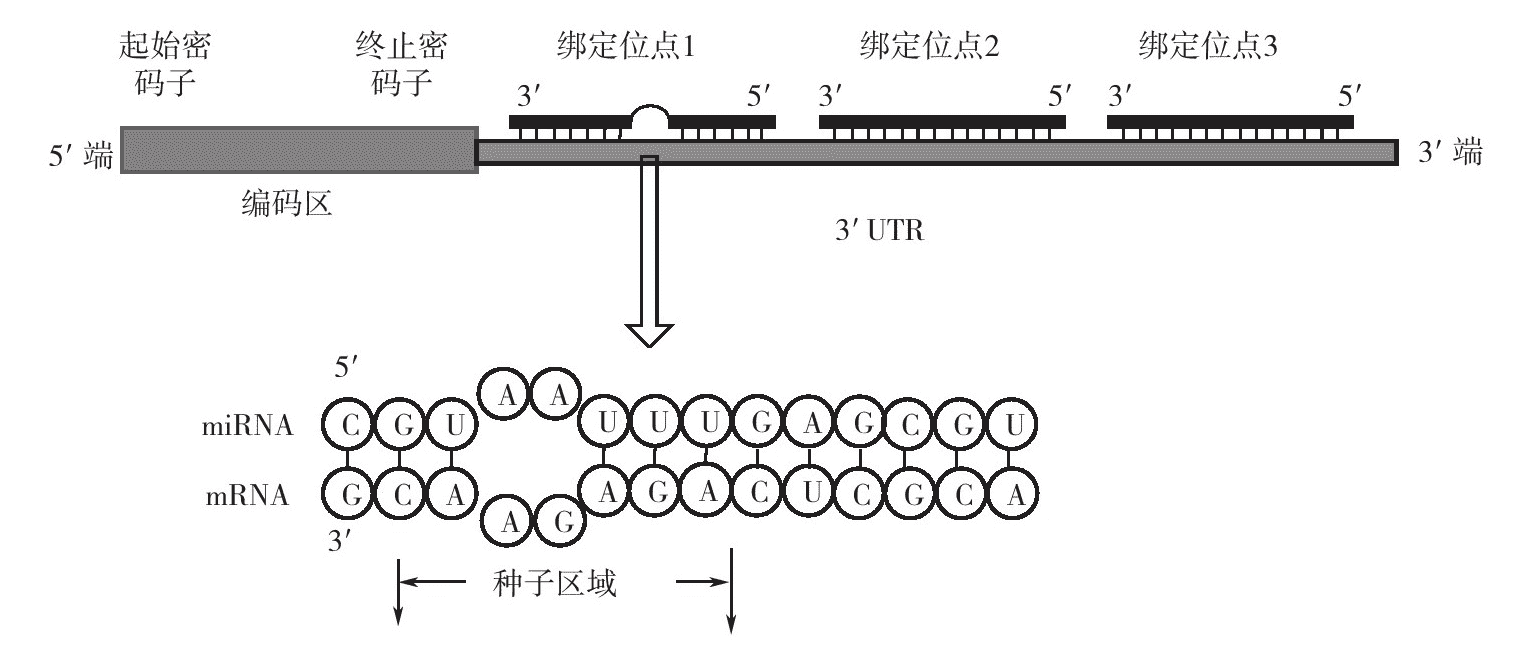 起始密
码子
终止密
码子
绑定位点1
绑定位点2
绑定位点3
3′ 5′ 3′ 5′ 3′ 5′
5′ 端
3′ 端
编码区
3′ UTR
5′
A A
miRNA C G U U U U G A G C G U
mRNA G C A A G A C U C G C A
A G
3′
种子区域